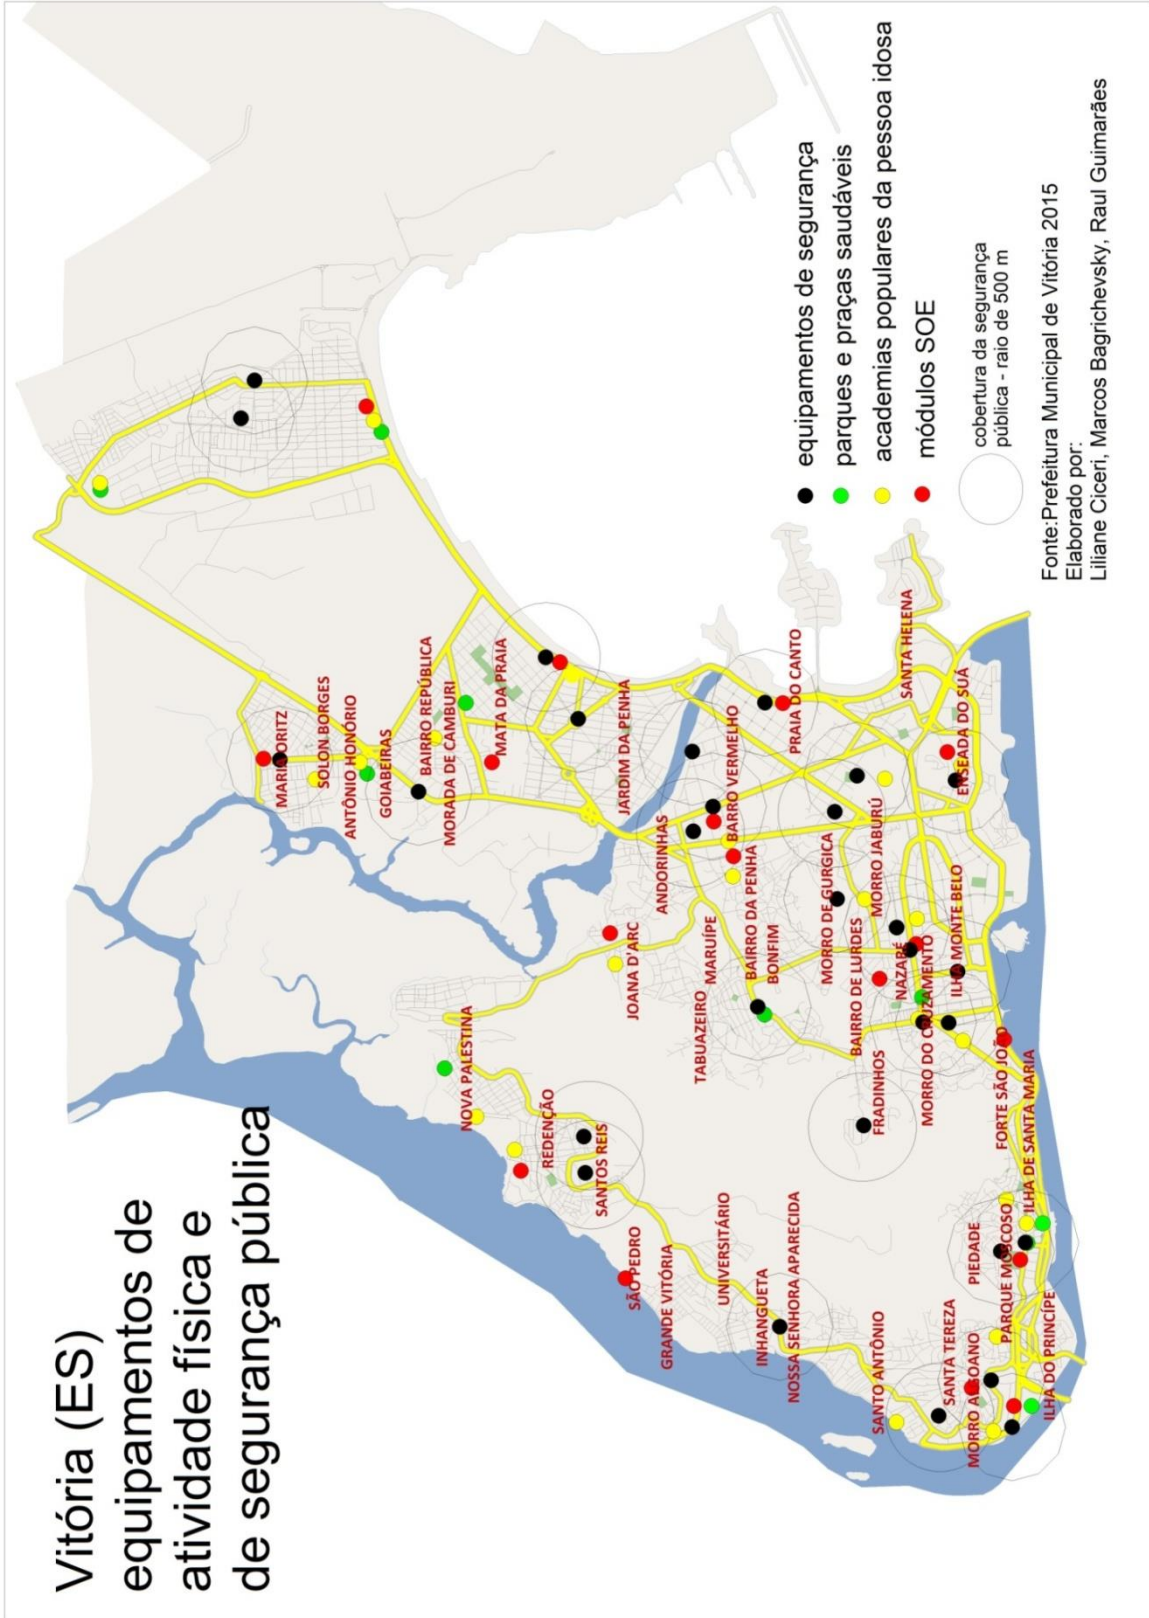 Vitória (ES)
equipamentos de
atividade física e
de segurança pública
MARIA ORTIZ
SOLON BORGES
ANTÔNIO HONÓRIO
GOIABEIRAS
BAIRRO REPÚBLICA
MORADA DE CAMBURI
MATA DA PRAIA
JARDIM DA PENHA
NOVA PALESTINA
REDENÇÃO
SANTOS REIS
JOANA D'ARC
ANDORINHAS
SÃO PEDRO
GRANDE VITÓRIA
TABUAZEIRO
MARUÍPE
BARRO VERMELHO
BAIRRO DA PENHA
BONFIM
PRAIA DO CANTO
UNIVERSITÁRIO
INHANGUETA
NOSSA SENHORA APARECIDA
MORRO DE GURGICA
BAIRRO DE LURDES
MORRO JABURÚ
FRADINHOS
NAZARÉ
MORRO DO CRUZAMENTO
ILHA MONTE BELO
SANTA HELENA
ENSEADA DO SUÁ
SANTO ANTÔNIO
SANTA TEREZA
MORRO ALAGOANO
PIEDADE
PARQUE MOSCOSO
FORTE SÃO JOÃO
ILHA DE SANTA MARIA
ILHA DO PRINCÍPE
equipamentos de segurança
parques e praças saudáveis
academias populares da pessoa idosa
módulos SOE
cobertura da segurança
pública - raio de 500 m
Fonte:Prefeitura Municipal de Vitória 2015
Elaborado por:
Liliane Ciceri, Marcos Bagrichevsky, Raul Guimarães